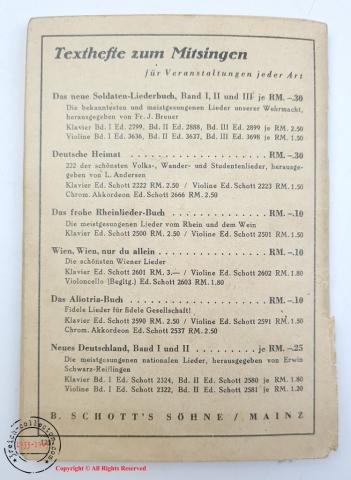 Texthefte zum Mitsingen
für Veranstaltungen jeder Art
Das neue Soldaten-Liederbuch, Band I, II und III je RM. –.30
Die bekanntesten und meistgesungenen Lieder unserer Wehrmacht,
herausgegeben von Fr. J. Breuer
Klavier Bd. I Ed. 2799, Bd. II Ed. 2888, Bd. III Ed. 2899 je RM. 2.50
Violine Bd. I Ed. 3636, Bd. II Ed. 3637, Bd. III Ed. 3698 je RM. 1.50
Deutsche Heimat . . . . . . . . . . . . . . . . . RM. –.30
222 der schönsten Volks-, Wander- und Studentenlieder, herausge-
geben von L. Andersen
Klavier Ed. Schott 2222 RM. 2.50 / Violine Ed. Schott 2223 RM. 1.50
Chrom. Akkordeon Ed. Schott 2666 RM. 2.50
Das frohe Rheinlieder-Buch . . . . . . . . . . . RM. –.10
Die meistgesungenen Lieder vom Rhein und dem Wein
Klavier Ed. Schott 2500 RM. 2.50 / Violine Ed. Schott 2501 RM. 1.50
Wien, Wien, nur du allein . . . . . . . . . . . . RM. –.10
Die schönsten Wiener Lieder
Klavier Ed. Schott 2601 RM. 3.— / Violine Ed. Schott 2602 RM. 1.80
Violoncello (Begltg.) Ed. Schott 2603 RM. 1.80
Das Allotria-Buch . . . . . . . . . . . . . . . . RM. –.10
Fidele Lieder für fidele Gesellschaft!
Klavier Ed. Schott 2590 RM. 2.50 / Violine Ed. Schott 2591 RM. 1.50
Chrom. Akkordeon Ed. Schott 2537 RM. 2.50
Neues Deutschland, Band I und II . . . . . . . . . je RM. –.25
Die meistgesungenen nationalen Lieder, herausgegeben von Erwin
Schwarz-Reiflingen
Klavier Bd. I Ed. Schott 2324, Bd. II Ed. Schott 2580 je RM. 1.80
Violine Bd. I Ed. Schott 2322, Bd. II Ed. Schott 2581 je RM. 1.20
B. SCHOTT'S SÖHNE / MAINZ
Copyright © All Rights Reserved